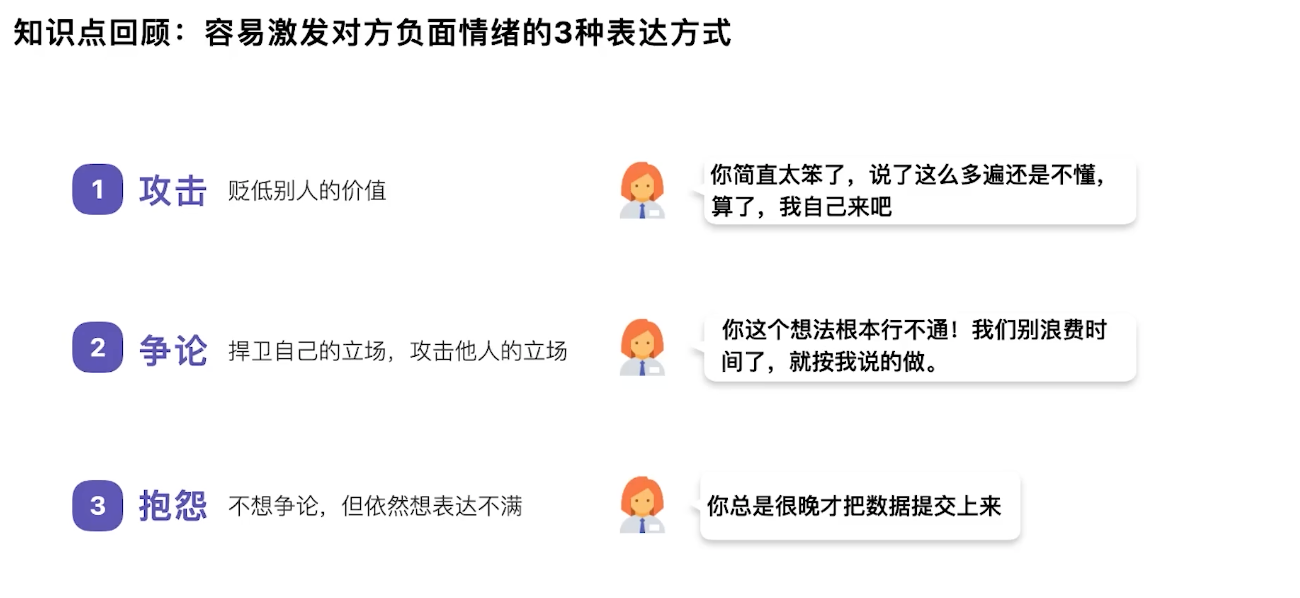 知识点回顾：容易激发对方负面情绪的3种表达方式
1 攻击 贬低别人的价值
你简直太笨了，说了这么多遍还是不懂，
算了，我自己来吧
2 争论 捍卫自己的立场，攻击他人的立场
你这个想法根本行不通！我们别浪费时
间了，就按我说的做。
3 抱怨 不想争论，但依然想表达不满
你总是很晚才把数据提交上来